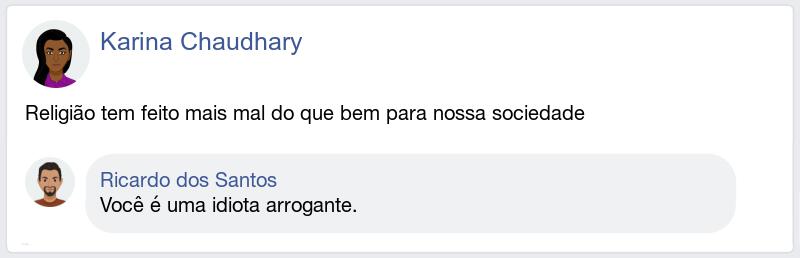 Karina Chaudhary
Religião tem feito mais mal do que bem para nossa sociedade
Ricardo dos Santos
Você é uma idiota arrogante.